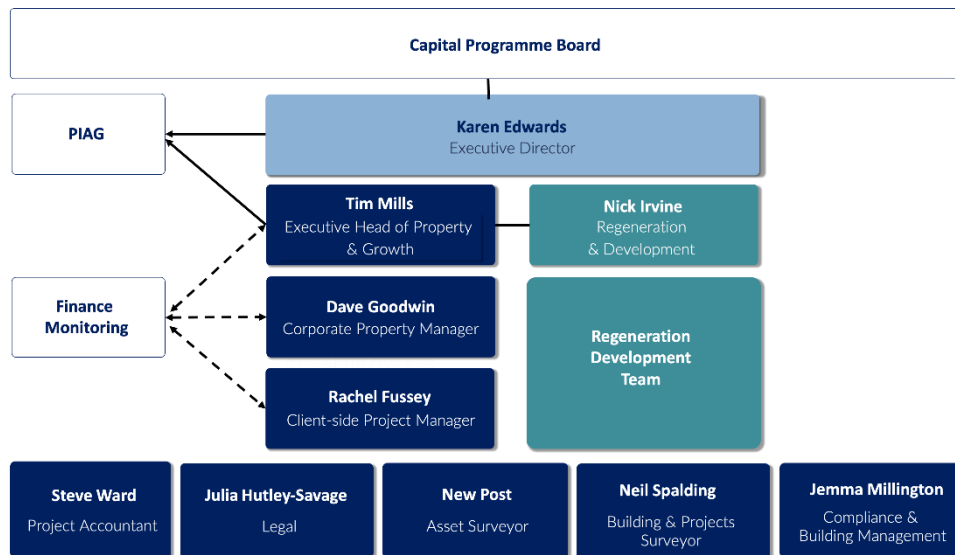 Capital Programme Board
PIAG
Karen Edwards
Executive Director
Tim Mills
Executive Head of Property
& Growth
Nick Irvine
Regeneration
& Development
Finance
Monitoring
Dave Goodwin
Corporate Property Manager
Regeneration
Development
Team
Rachel Fussey
Client-side Project Manager
Steve Ward
Project Accountant
Julia Hutley-Savage
Legal
New Post
Asset Surveyor
Neil Spalding
Building & Projects
Surveyor
Jemma Millington
Compliance &
Building Management